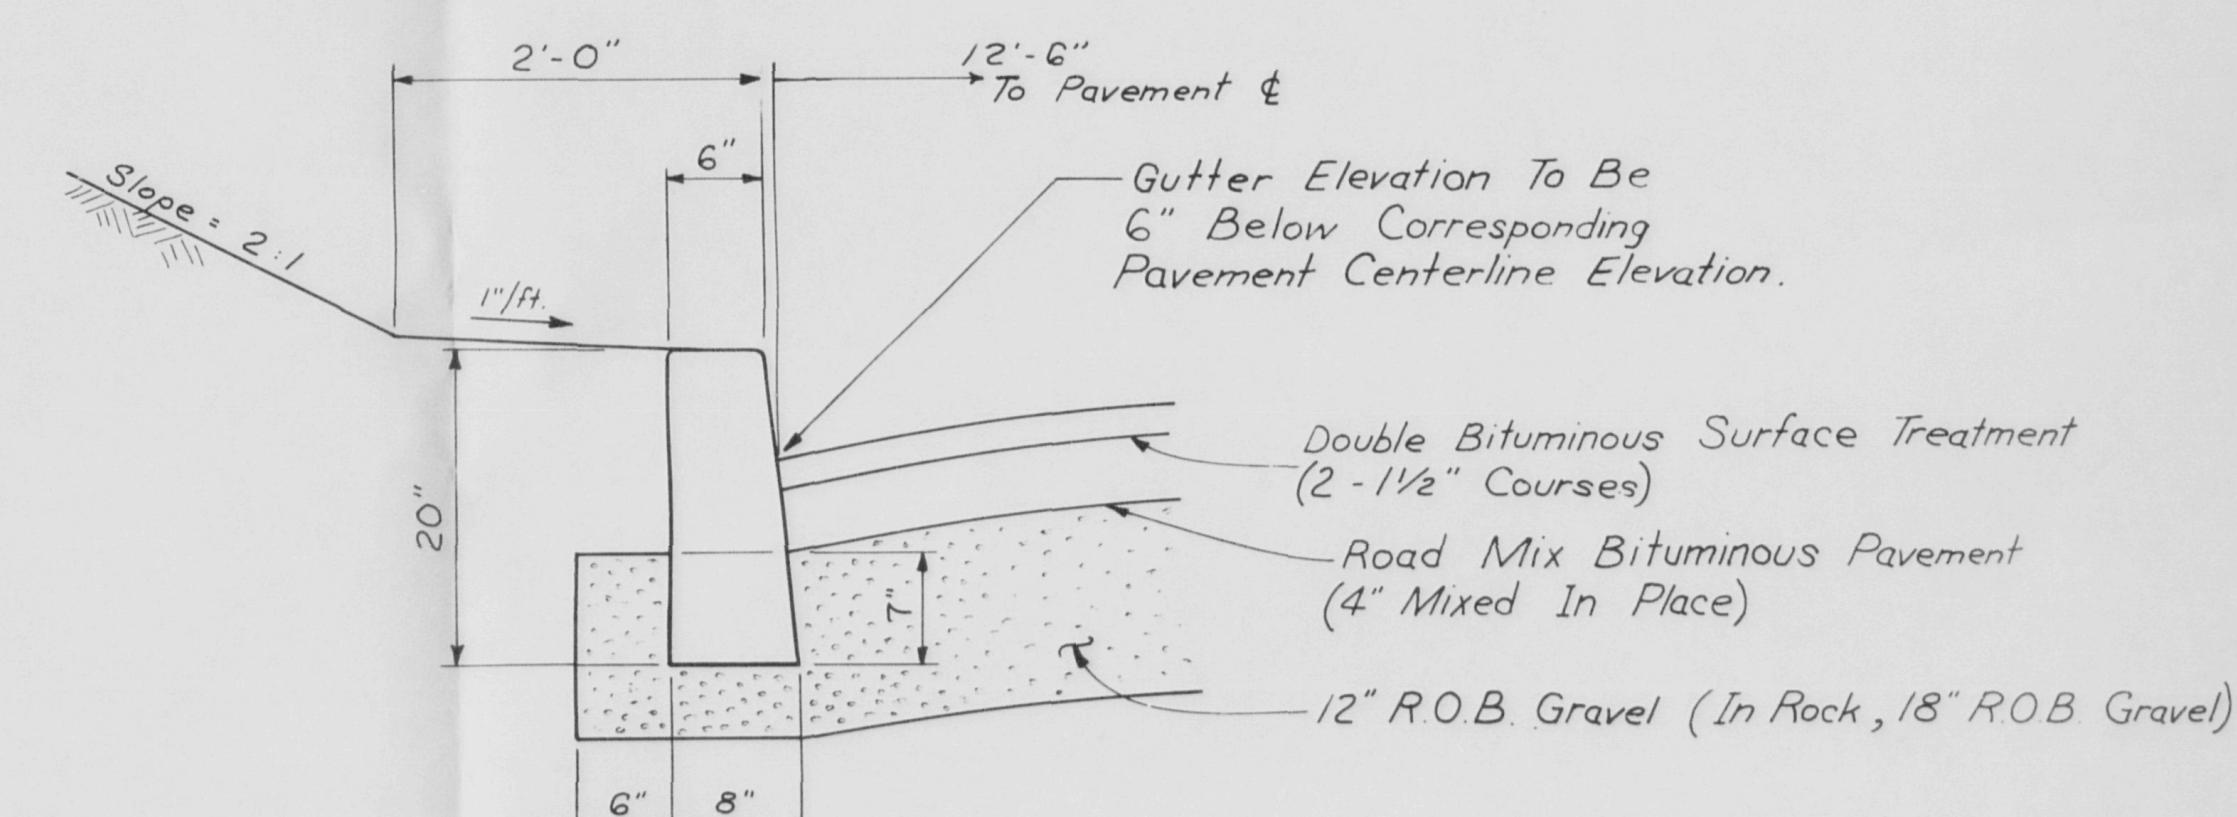 2'-0"
12'-6"
To Pavement ℄
6"
Slope = 2:1
1"/ft.
Gutter Elevation To Be
6" Below Corresponding
Pavement Centerline Elevation.
Double Bituminous Surface Treatment
(2 - 1½" Courses)
20"
Road Mix Bituminous Pavement
(4" Mixed In Place)
7"
12" R.O.B. Gravel (In Rock, 18" R.O.B. Gravel)
6"
8"